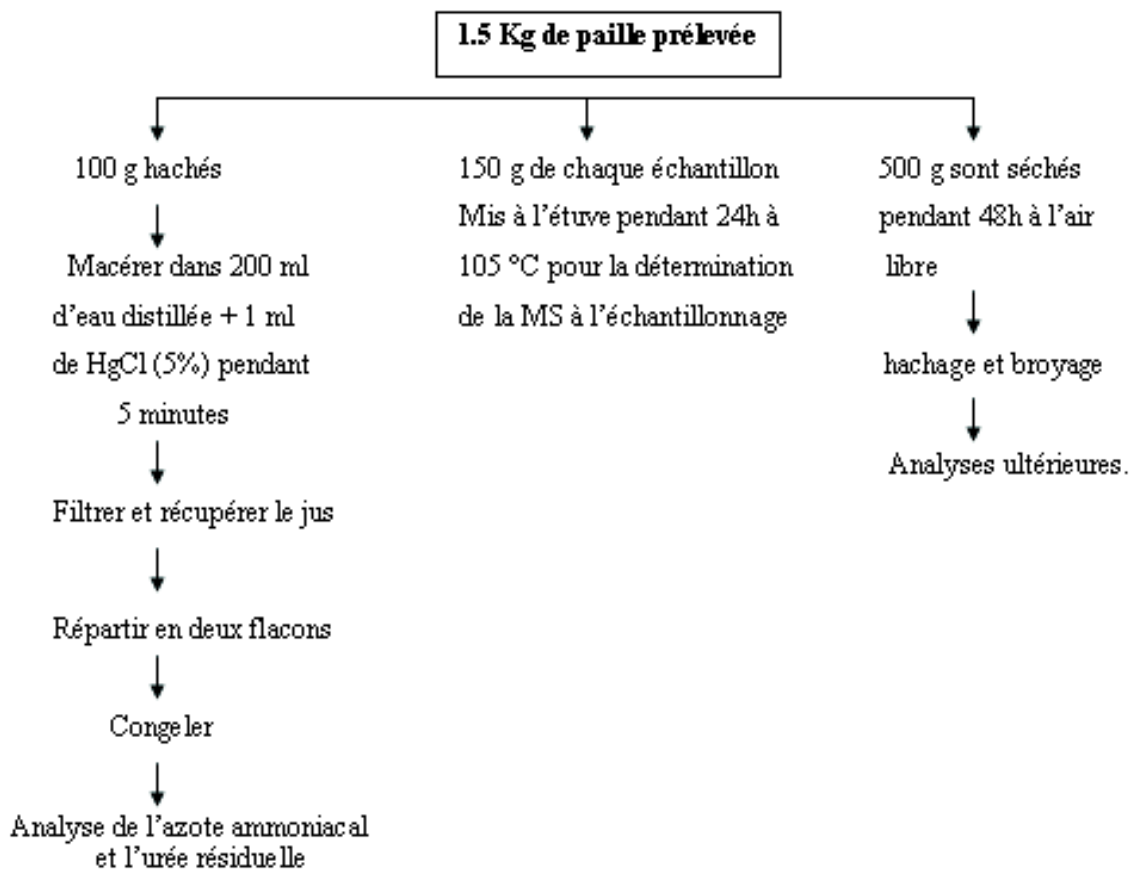 1.5 Kg de paille prélevée
100 g hachés
Macérer dans 200 ml
d'eau distillée + 1 ml
de HgCl (5%) pendant
5 minutes
Filtrer et récupérer le jus
Répartir en deux flacons
Congeler
Analyse de l'azote ammoniacal
et l'urée résiduelle
150 g de chaque échantillon
Mis à l'étuve pendant 24h à
105 °C pour la détermination
de la MS à l'échantillonnage
500 g sont séchés
pendant 48h à l'air
libre
hachage et broyage
Analyses ultérieures.